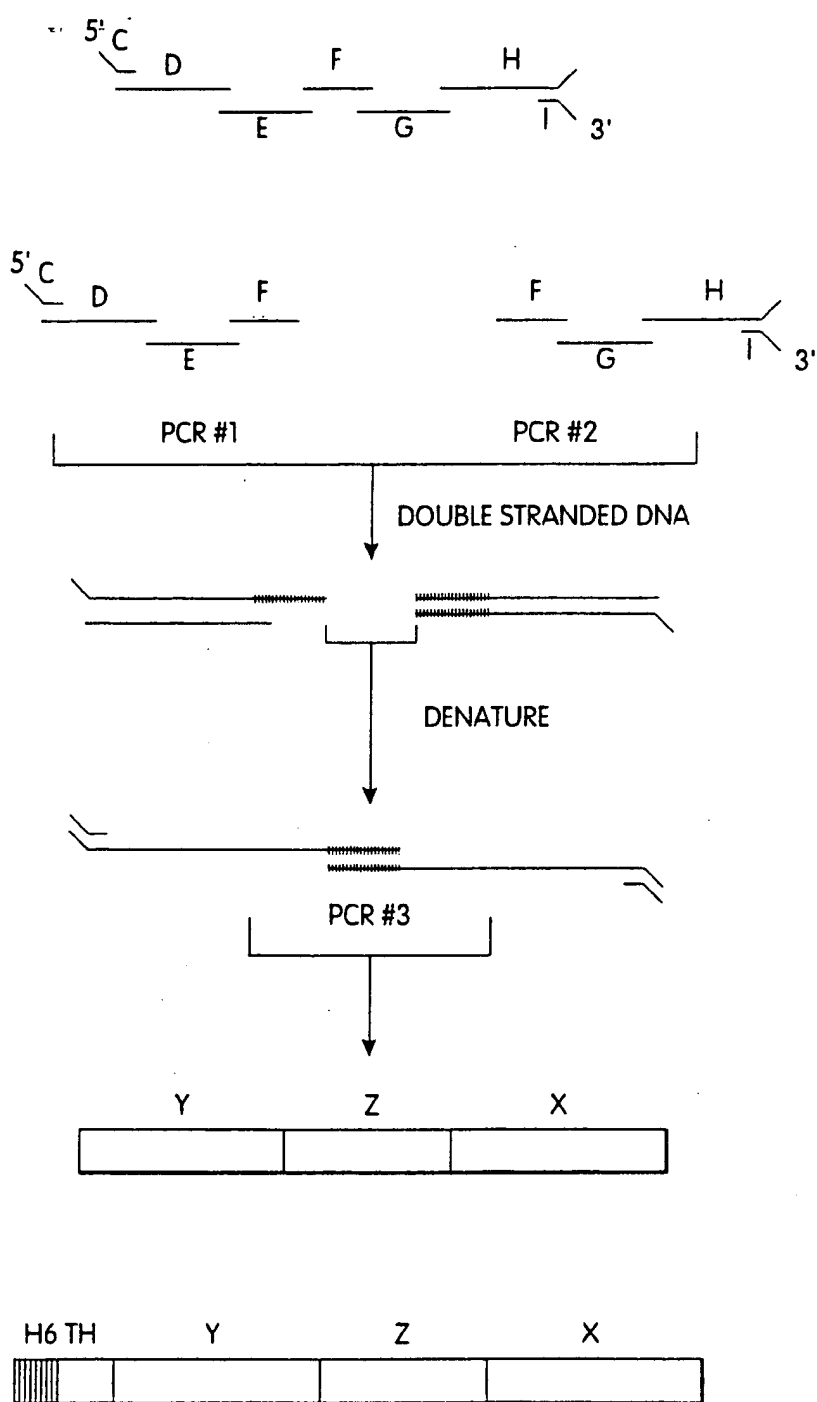 5' C
D F H
E G I 3'
5' C
D F F H
E G I 3'
PCR #1 PCR #2
DOUBLE STRANDED DNA
DENATURE
PCR #3
Y Z X
H6 TH Y Z X